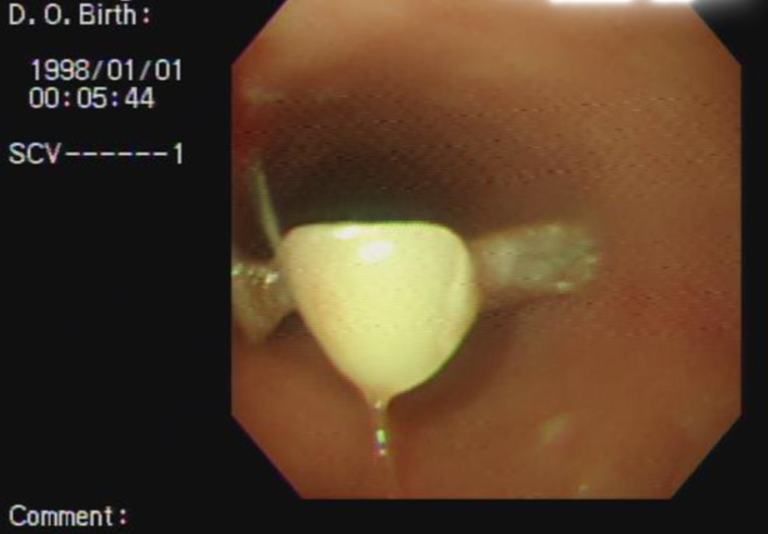 D. O. Birth:
1998/01/01
00:05:44
SCV------1
Comment: